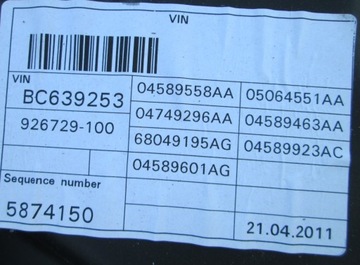 VIN
VIN
BC639253
926729-100
04589558AA 05064551AA
04749296AA 04589463AA
68049195AG 04589923AC
04589601AG
Sequence number
5874150
21.04.2011